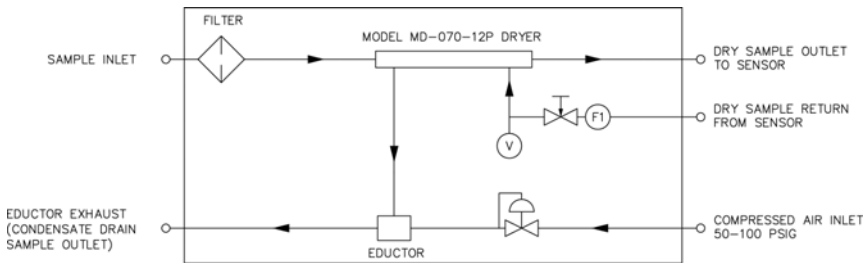 FILTER
MODEL MD-070-12P DRYER
SAMPLE INLET
DRY SAMPLE OUTLET
TO SENSOR
DRY SAMPLE RETURN
FROM SENSOR
F1
V
EDUCTOR EXHAUST
(CONDENSATE DRAIN
SAMPLE OUTLET)
EDUCTOR
COMPRESSED AIR INLET
50-100 PSIG